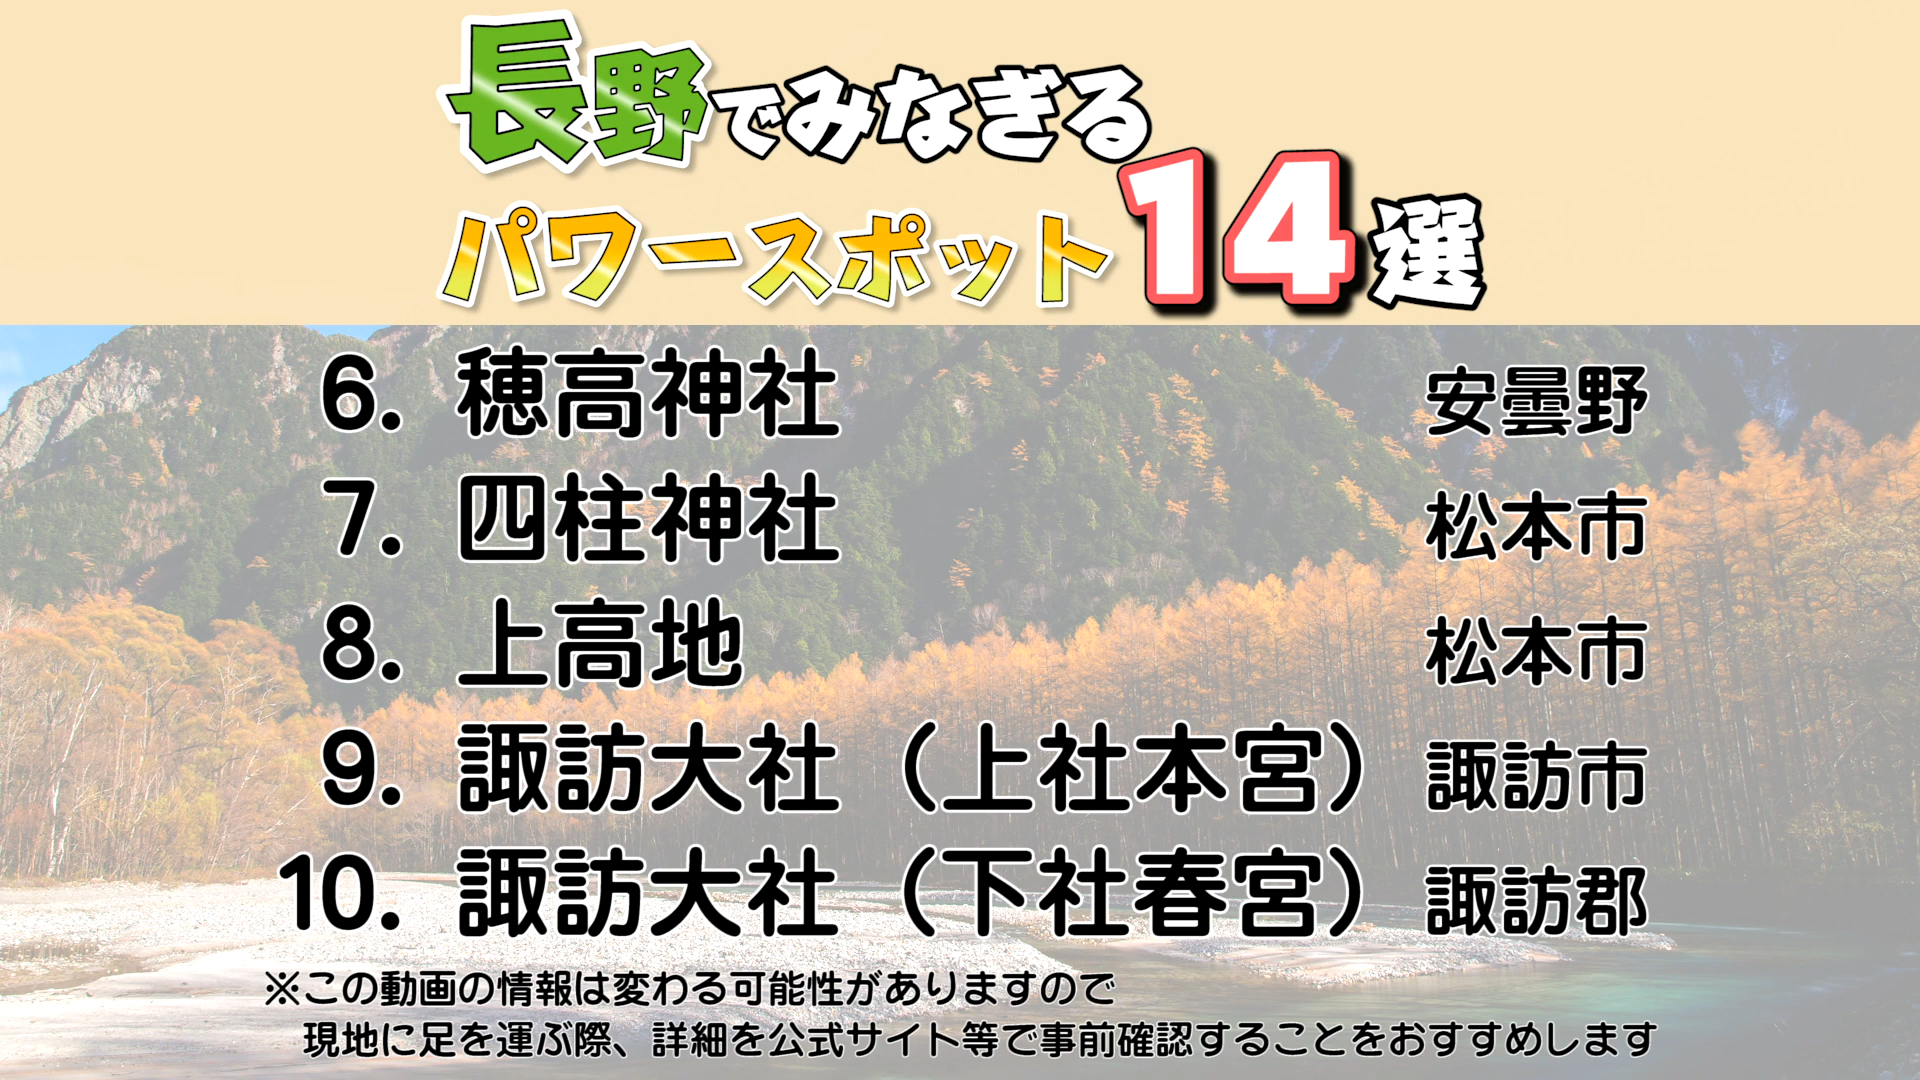 長野でみなぎる
パワースポット14選
6. 穂高神社 安曇野
7. 四柱神社 松本市
8. 上高地 松本市
9. 諏訪大社（上社本宮） 諏訪市
10. 諏訪大社（下社春宮） 諏訪郡
※この動画の情報は変わる可能性がありますので
現地に足を運ぶ際、詳細を公式サイト等で事前確認することをおすすめします